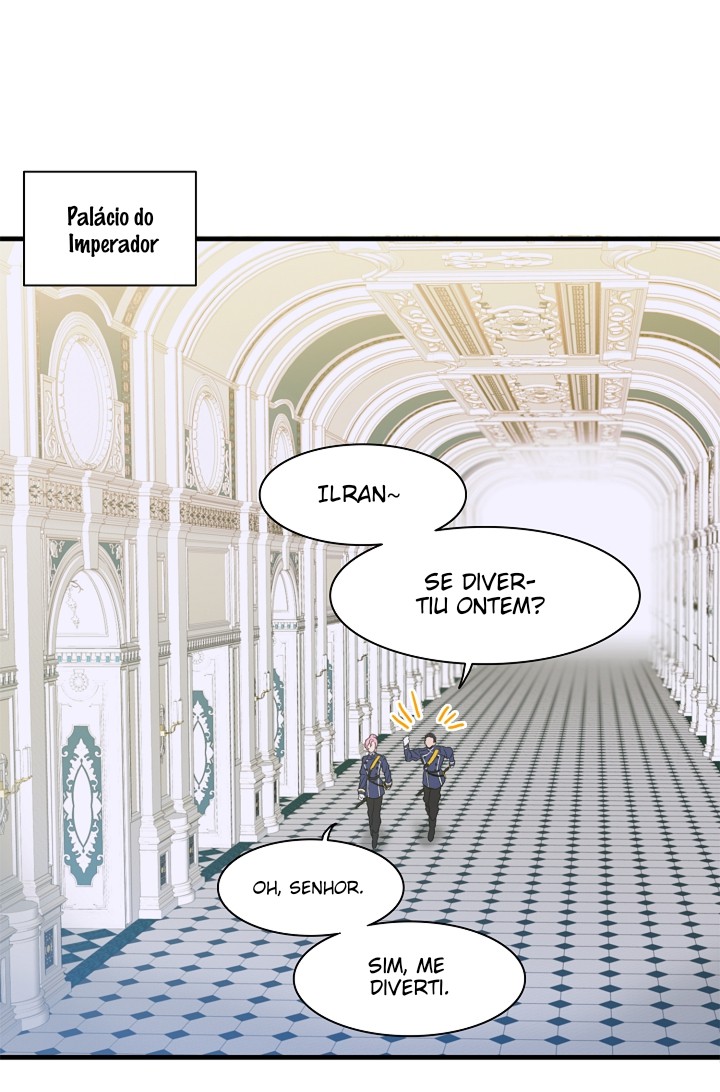 Palácio do
Imperador
ILRAN~
SE DIVER-
TIU ONTEM?
OH, SENHOR.
SIM, ME
DIVERTI.